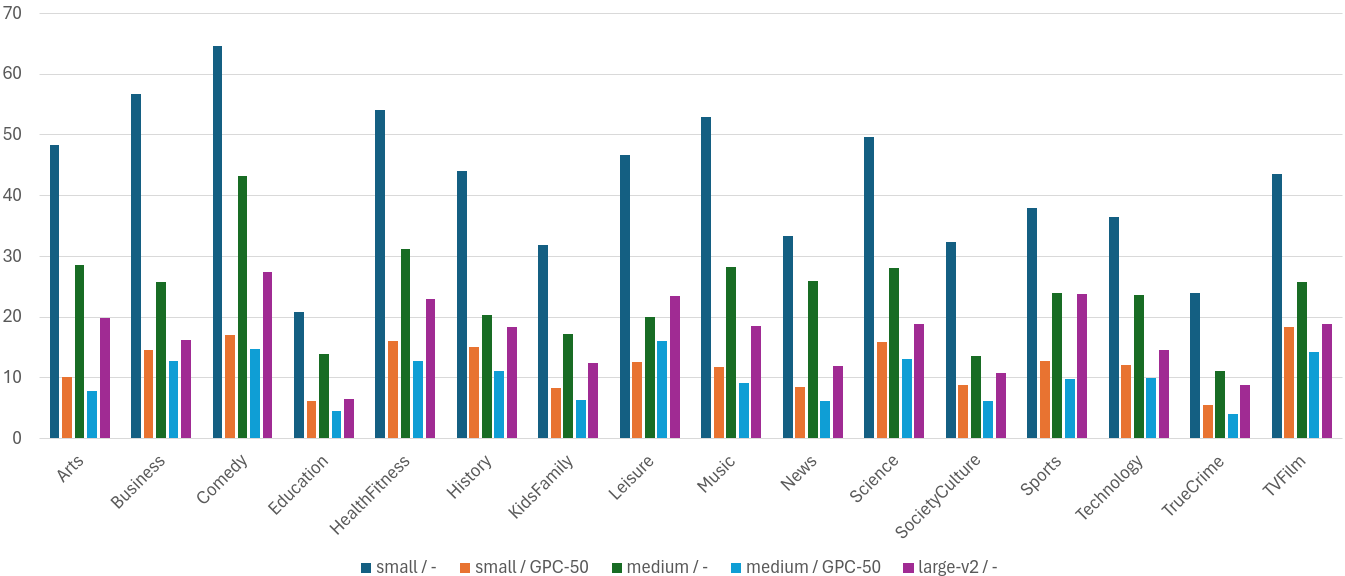 70
60
50
40
30
20
10
0
Arts
Business
Comedy
Education
HealthFitness
History
KidsFamily
Leisure
Music
News
Science
SocietyCulture
Sports
Technology
TrueCrime
TVFilm
small / - small / GPC-50 medium / - medium / GPC-50 large-v2 / -